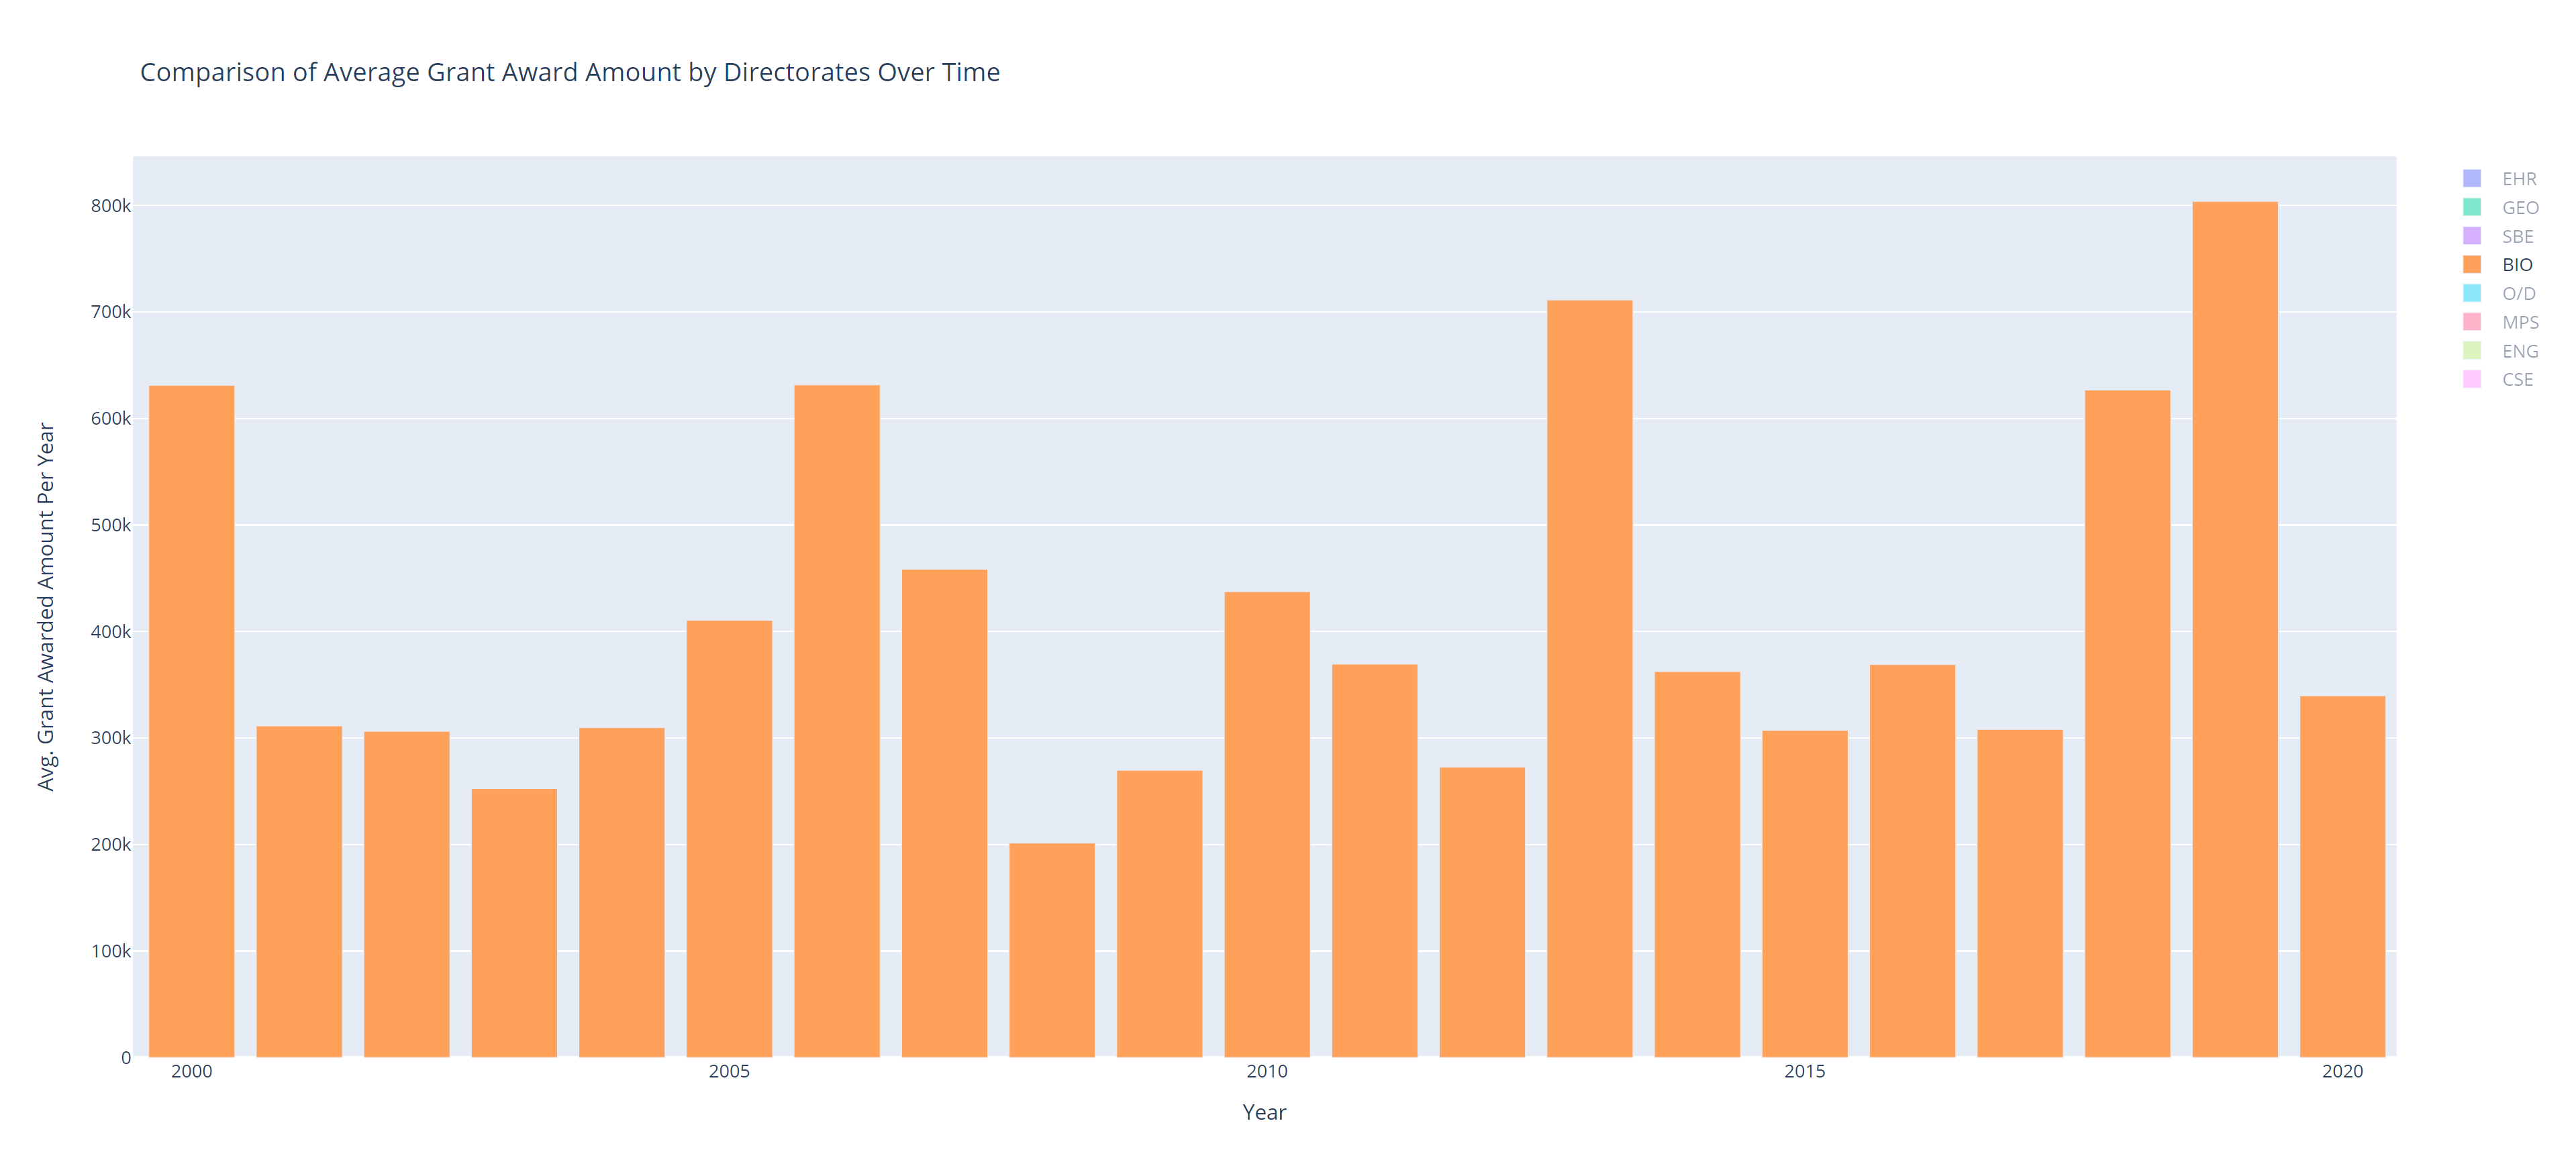 Comparison of Average Grant Award Amount by Directorates Over Time
Avg. Grant Awarded Amount Per Year
800k
700k
600k
500k
400k
300k
200k
100k
0
2000
2005
2010
2015
2020
Year
EHR
GEO
SBE
BIO
O/D
MPS
ENG
CSE